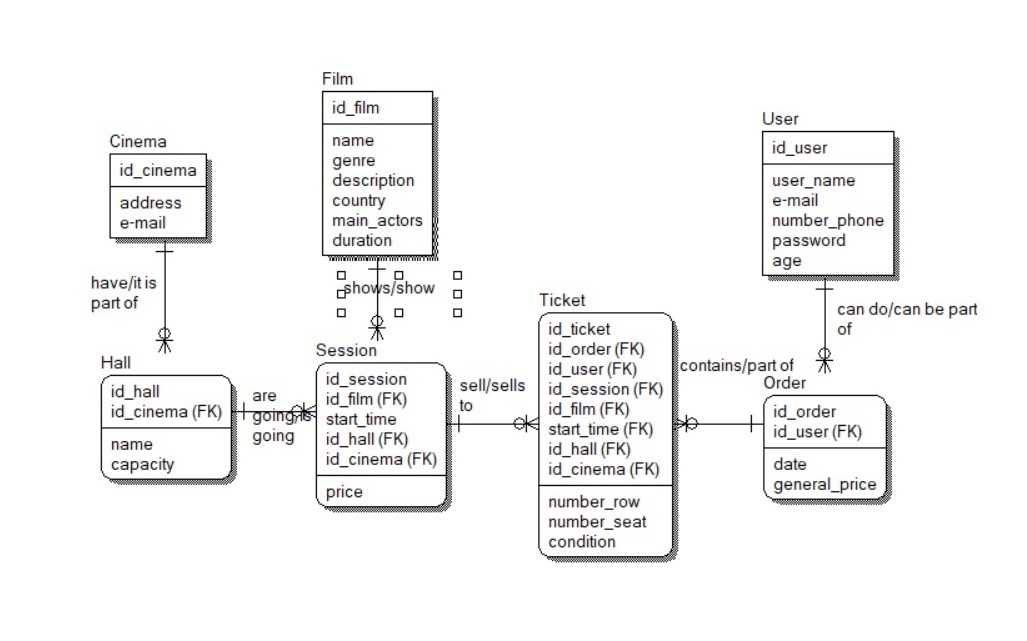 Film
id_film
name
genre
description
country
main_actors
duration
Cinema
id_cinema
address
e-mail
User
id_user
user_name
e-mail
number_phone
password
age
have/it is
part of
shows/show
can do/can be part
of
Hall
id_hall
id_cinema (FK)
name
capacity
are
going/is
going
Session
id_session
id_film (FK)
start_time
id_hall (FK)
id_cinema (FK)
price
sell/sells
to
Ticket
id_ticket
id_order (FK)
id_user (FK)
id_session (FK)
id_film (FK)
start_time (FK)
id_hall (FK)
id_cinema (FK)
number_row
number_seat
condition
contains/part of
Order
id_order
id_user (FK)
date
general_price